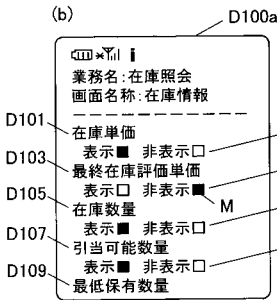 (b)
D100a
業務名:在庫照会
画面名称:在庫情報
D101
在庫単価
表示■ 非表示□
D103
最終在庫評価単価
表示□ 非表示■
M
D105
在庫数量
表示■ 非表示□
D107
引当可能数量
表示■ 非表示□
D109
最低保有数量